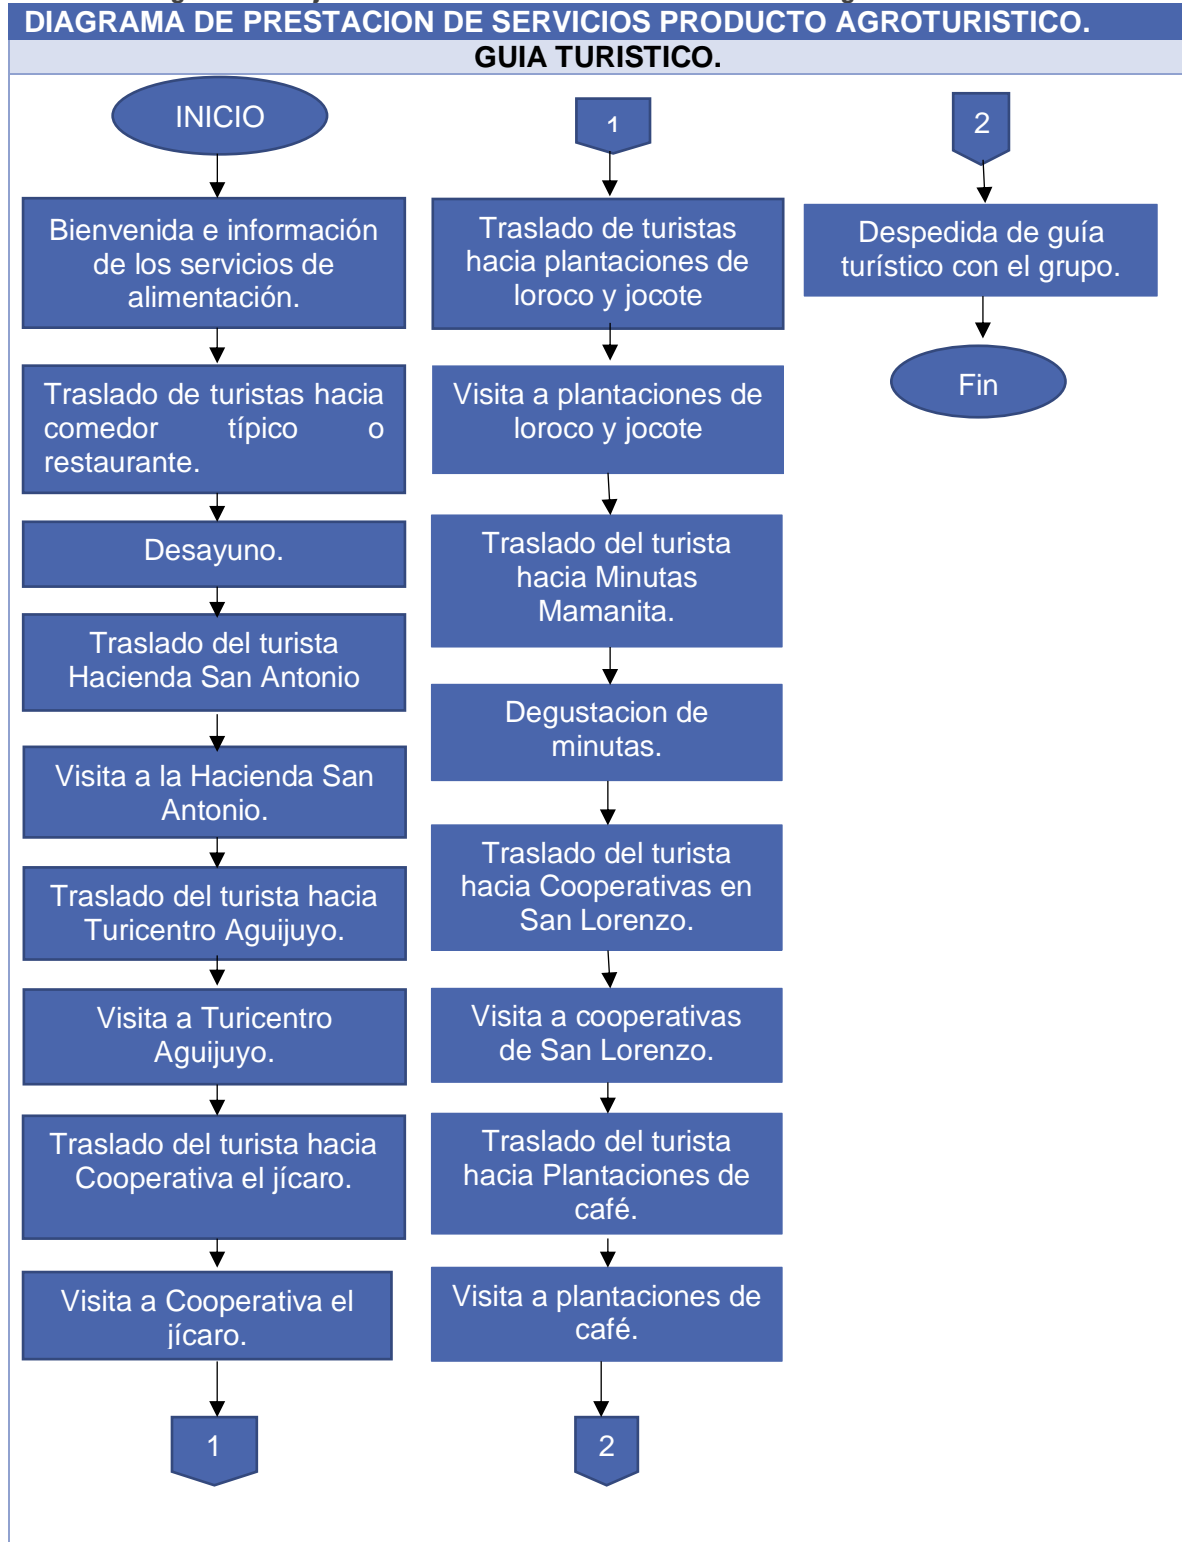 DIAGRAMA DE PRESTACION DE SERVICIOS PRODUCTO AGROTURISTICO.
GUIA TURISTICO.
INICIO
Bienvenida e información
de los servicios de
alimentación.
Traslado de turistas hacia
comedor típico o
restaurante.
Desayuno.
Traslado del turista
Hacienda San Antonio
Visita a la Hacienda San
Antonio.
Traslado del turista hacia
Turicentro Aguijuyo.
Visita a Turicentro
Aguijuyo.
Traslado del turista hacia
Cooperativa el jícaro.
Visita a Cooperativa el
jícaro.
1
1
Traslado de turistas
hacia plantaciones de
loroco y jocote
Visita a plantaciones de
loroco y jocote
Traslado del turista
hacia Minutas
Mamanita.
Degustacion de
minutas.
Traslado del turista
hacia Cooperativas en
San Lorenzo.
Visita a cooperativas
de San Lorenzo.
Traslado del turista
hacia Plantaciones de
café.
Visita a plantaciones de
café.
2
2
Despedida de guía
turístico con el grupo.
Fin